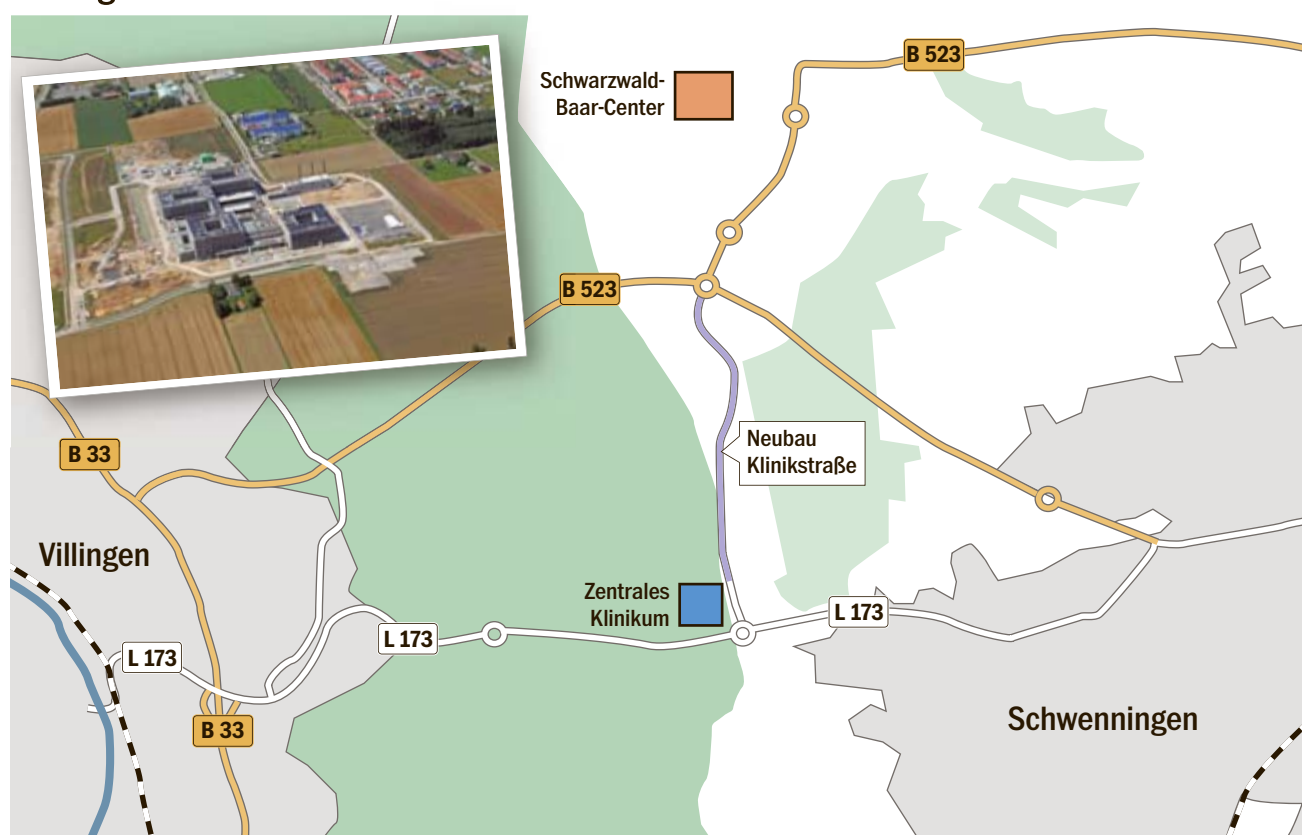 B 523
Schwarzwald-
Baar-Center
B 523
B 33
Neubau
Klinikstraße
Villingen
Zentrales
Klinikum
L 173
L 173
L 173
Schwenningen
B 33